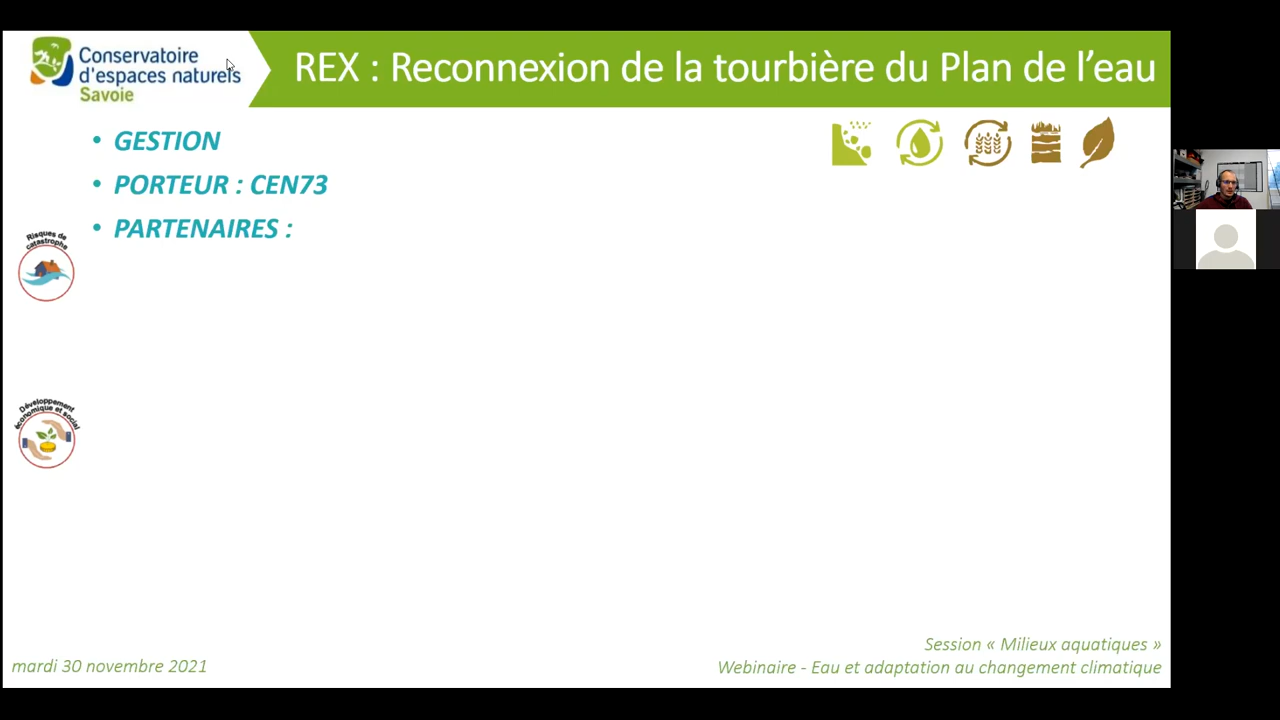 Conservatoire
d'espaces naturels
Savoie
REX : Reconnexion de la tourbière du Plan de l’eau
• GESTION
• PORTEUR : CEN73
• PARTENAIRES :
Risques de
catastrophe
Développement
économique et social
Session « Milieux aquatiques »
mardi 30 novembre 2021
Webinaire - Eau et adaptation au changement climatique